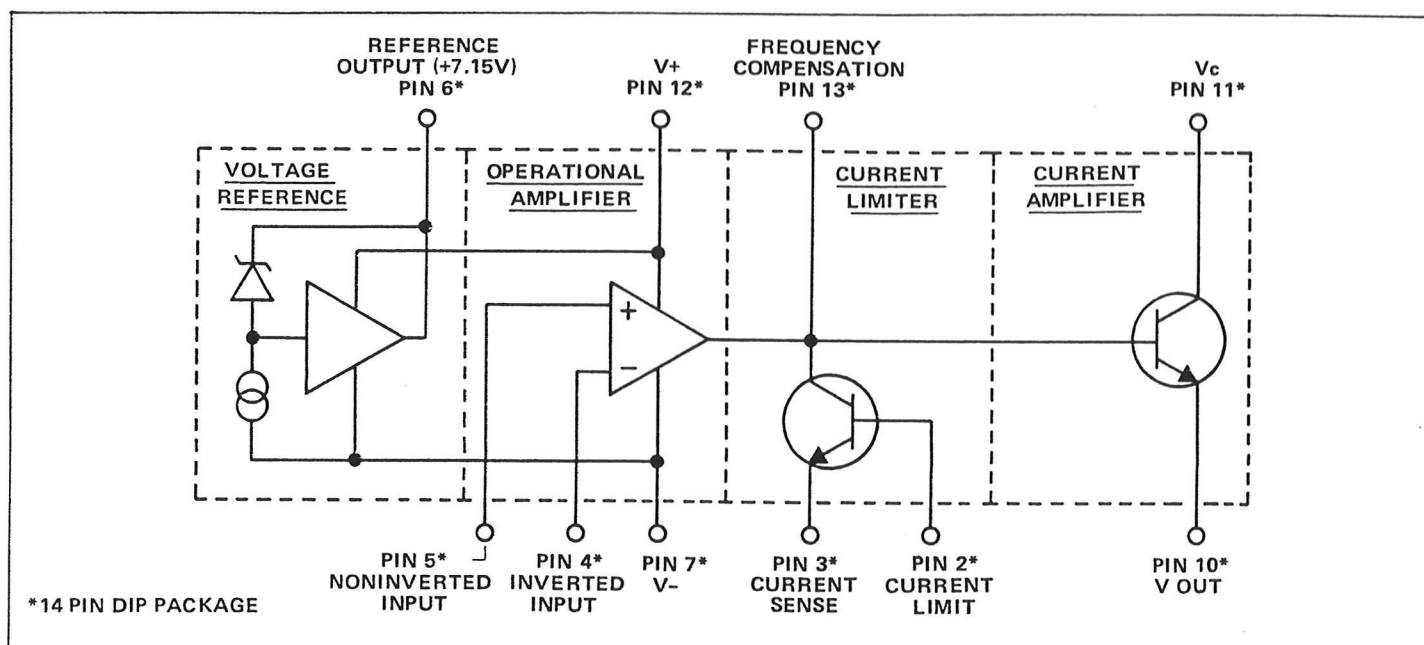 REFERENCE
OUTPUT (+7.15V)
PIN 6*
V+
PIN 12*
FREQUENCY
COMPENSATION
PIN 13*
Vc
PIN 11*
VOLTAGE
REFERENCE
OPERATIONAL
AMPLIFIER
CURRENT
LIMITER
CURRENT
AMPLIFIER
+
−
PIN 5*
NONINVERTED
INPUT
PIN 4*
INVERTED
INPUT
PIN 7*
V−
PIN 3*
CURRENT
SENSE
PIN 2*
CURRENT
LIMIT
PIN 10*
V OUT
*14 PIN DIP PACKAGE